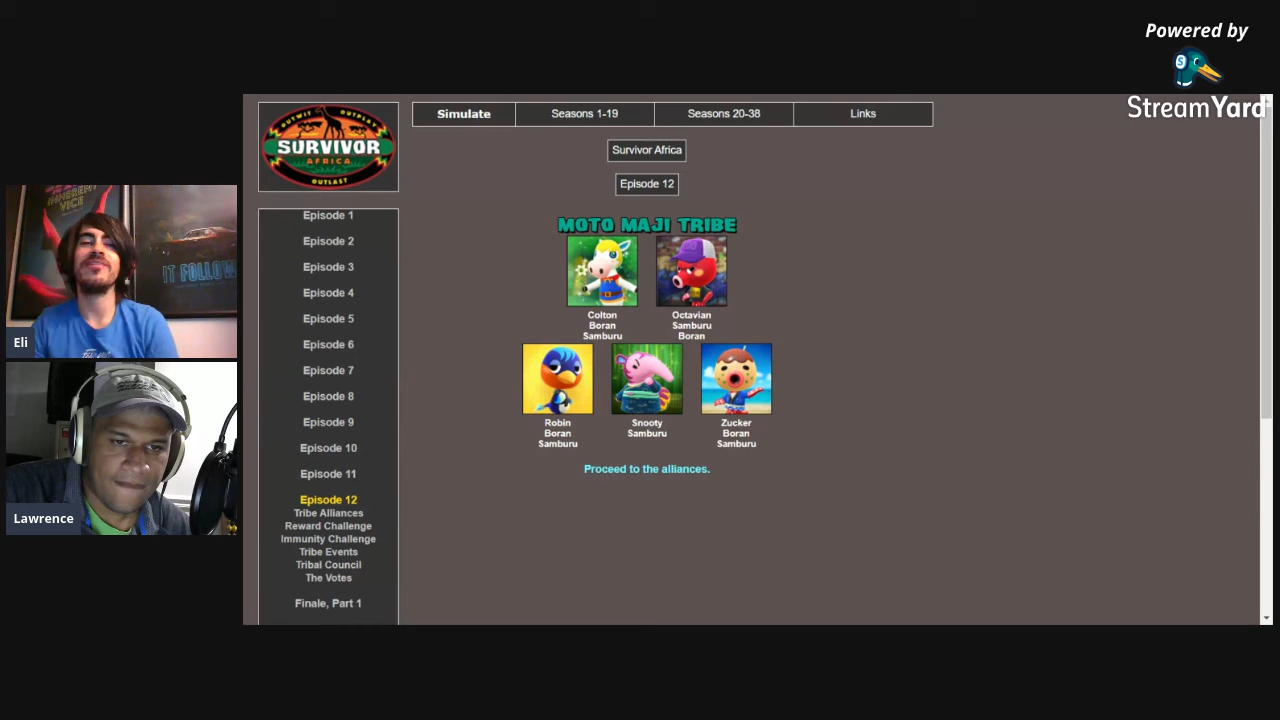 Powered by
StreamYard
OUTWIT OUTPLAY
SURVIVOR
AFRICA
OUTLAST
Simulate
Seasons 1-19
Seasons 20-38
Links
Survivor Africa
Episode 12
Episode 1
Episode 2
Episode 3
Episode 4
Episode 5
Episode 6
Episode 7
Episode 8
Episode 9
Episode 10
Episode 11
Episode 12
Tribe Alliances
Reward Challenge
Immunity Challenge
Tribe Events
Tribal Council
The Votes
Finale, Part 1
MOTO MAJI TRIBE
Colton
Boran
Samburu
Octavian
Samburu
Boran
Robin
Boran
Samburu
Snooty
Samburu
Zucker
Boran
Samburu
Proceed to the alliances.
INHERENT
VICE
IT FOLLOW
Eli
Lawrence